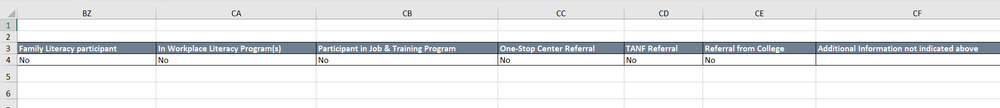 BZ CA CB CC CD CE CF
1
2
3 Family Literacy participant In Workplace Literacy Program(s) Participant in Job & Training Program One-Stop Center Referral TANF Referral Referral from College Additional Information not indicated above
4 No No No No No No
5
6